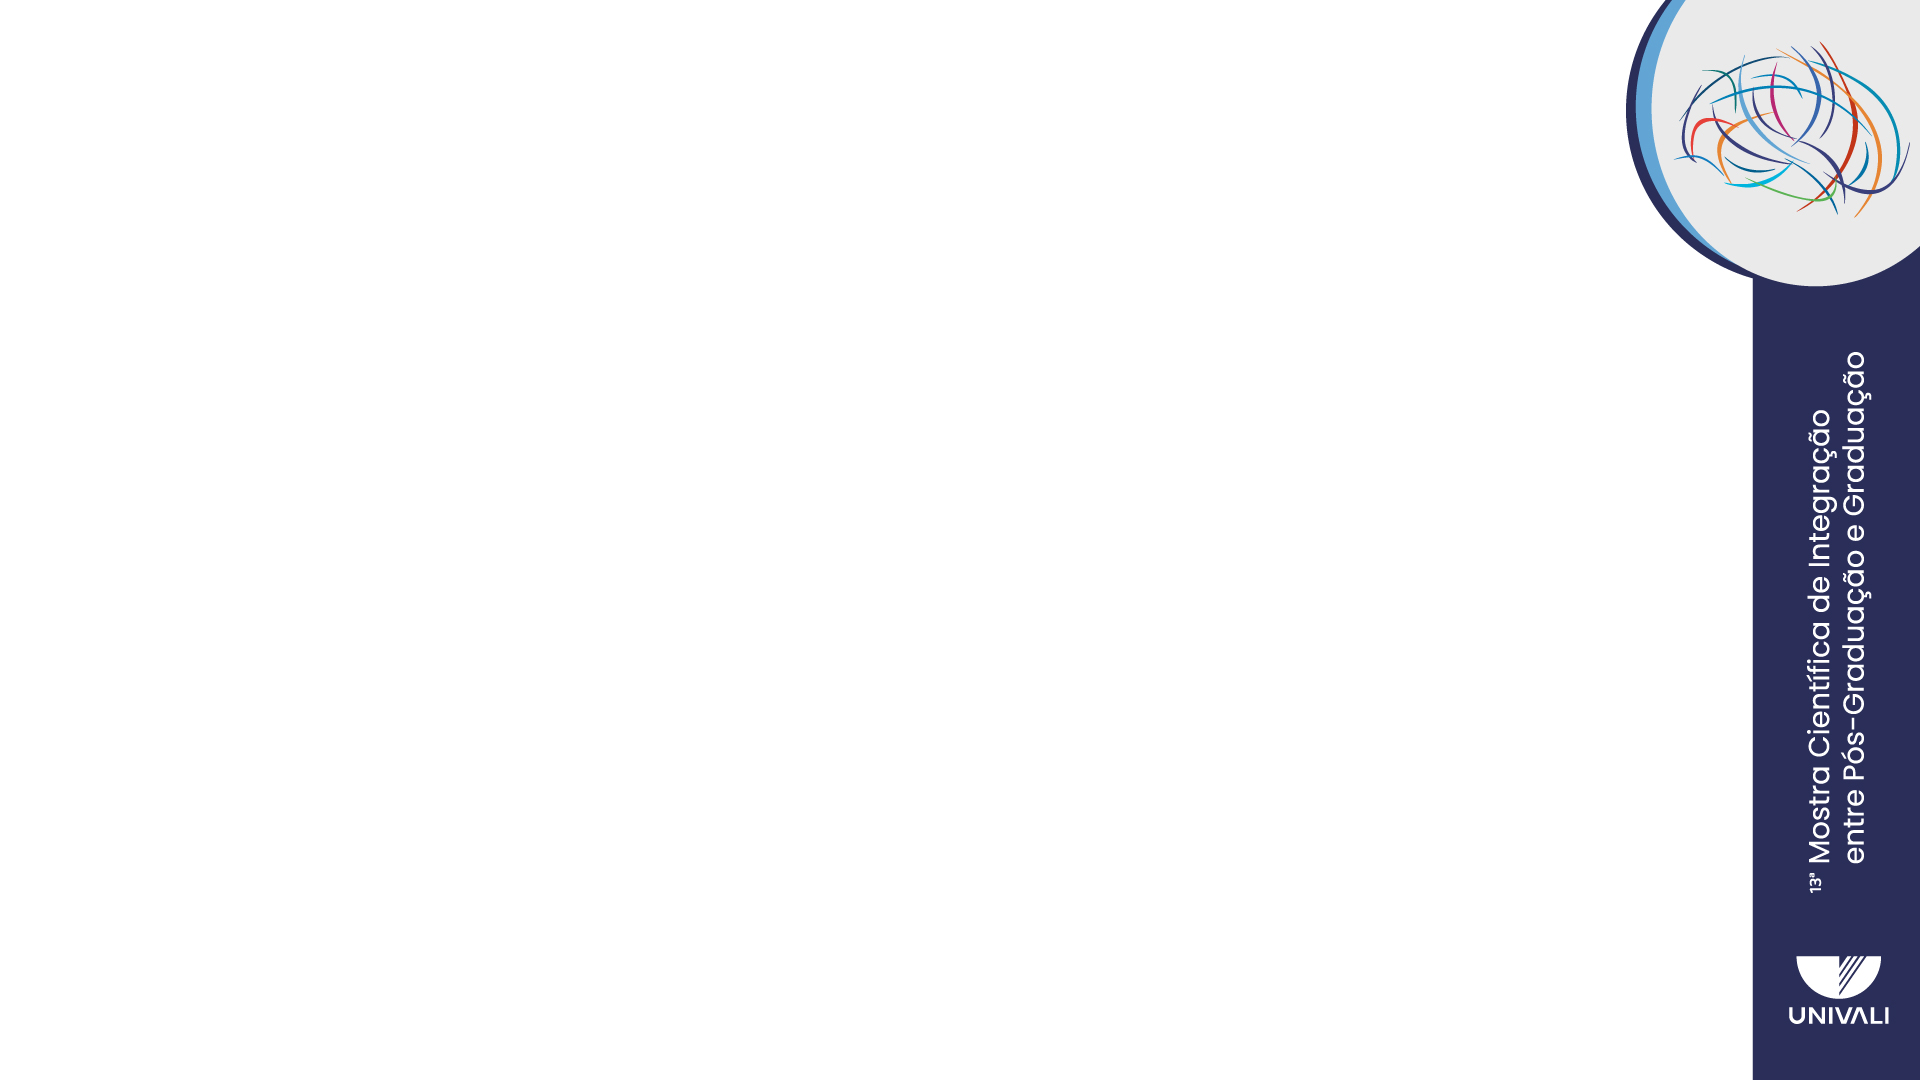 13ª Mostra Científica de Integração
entre Pós-Graduação e Graduação
UNIVALI